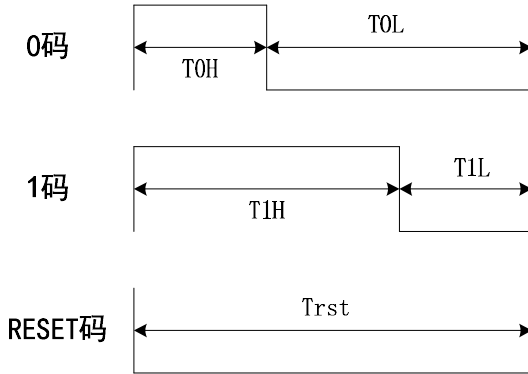 0码
T0H
T0L
1码
T1H
T1L
RESET码
Trst